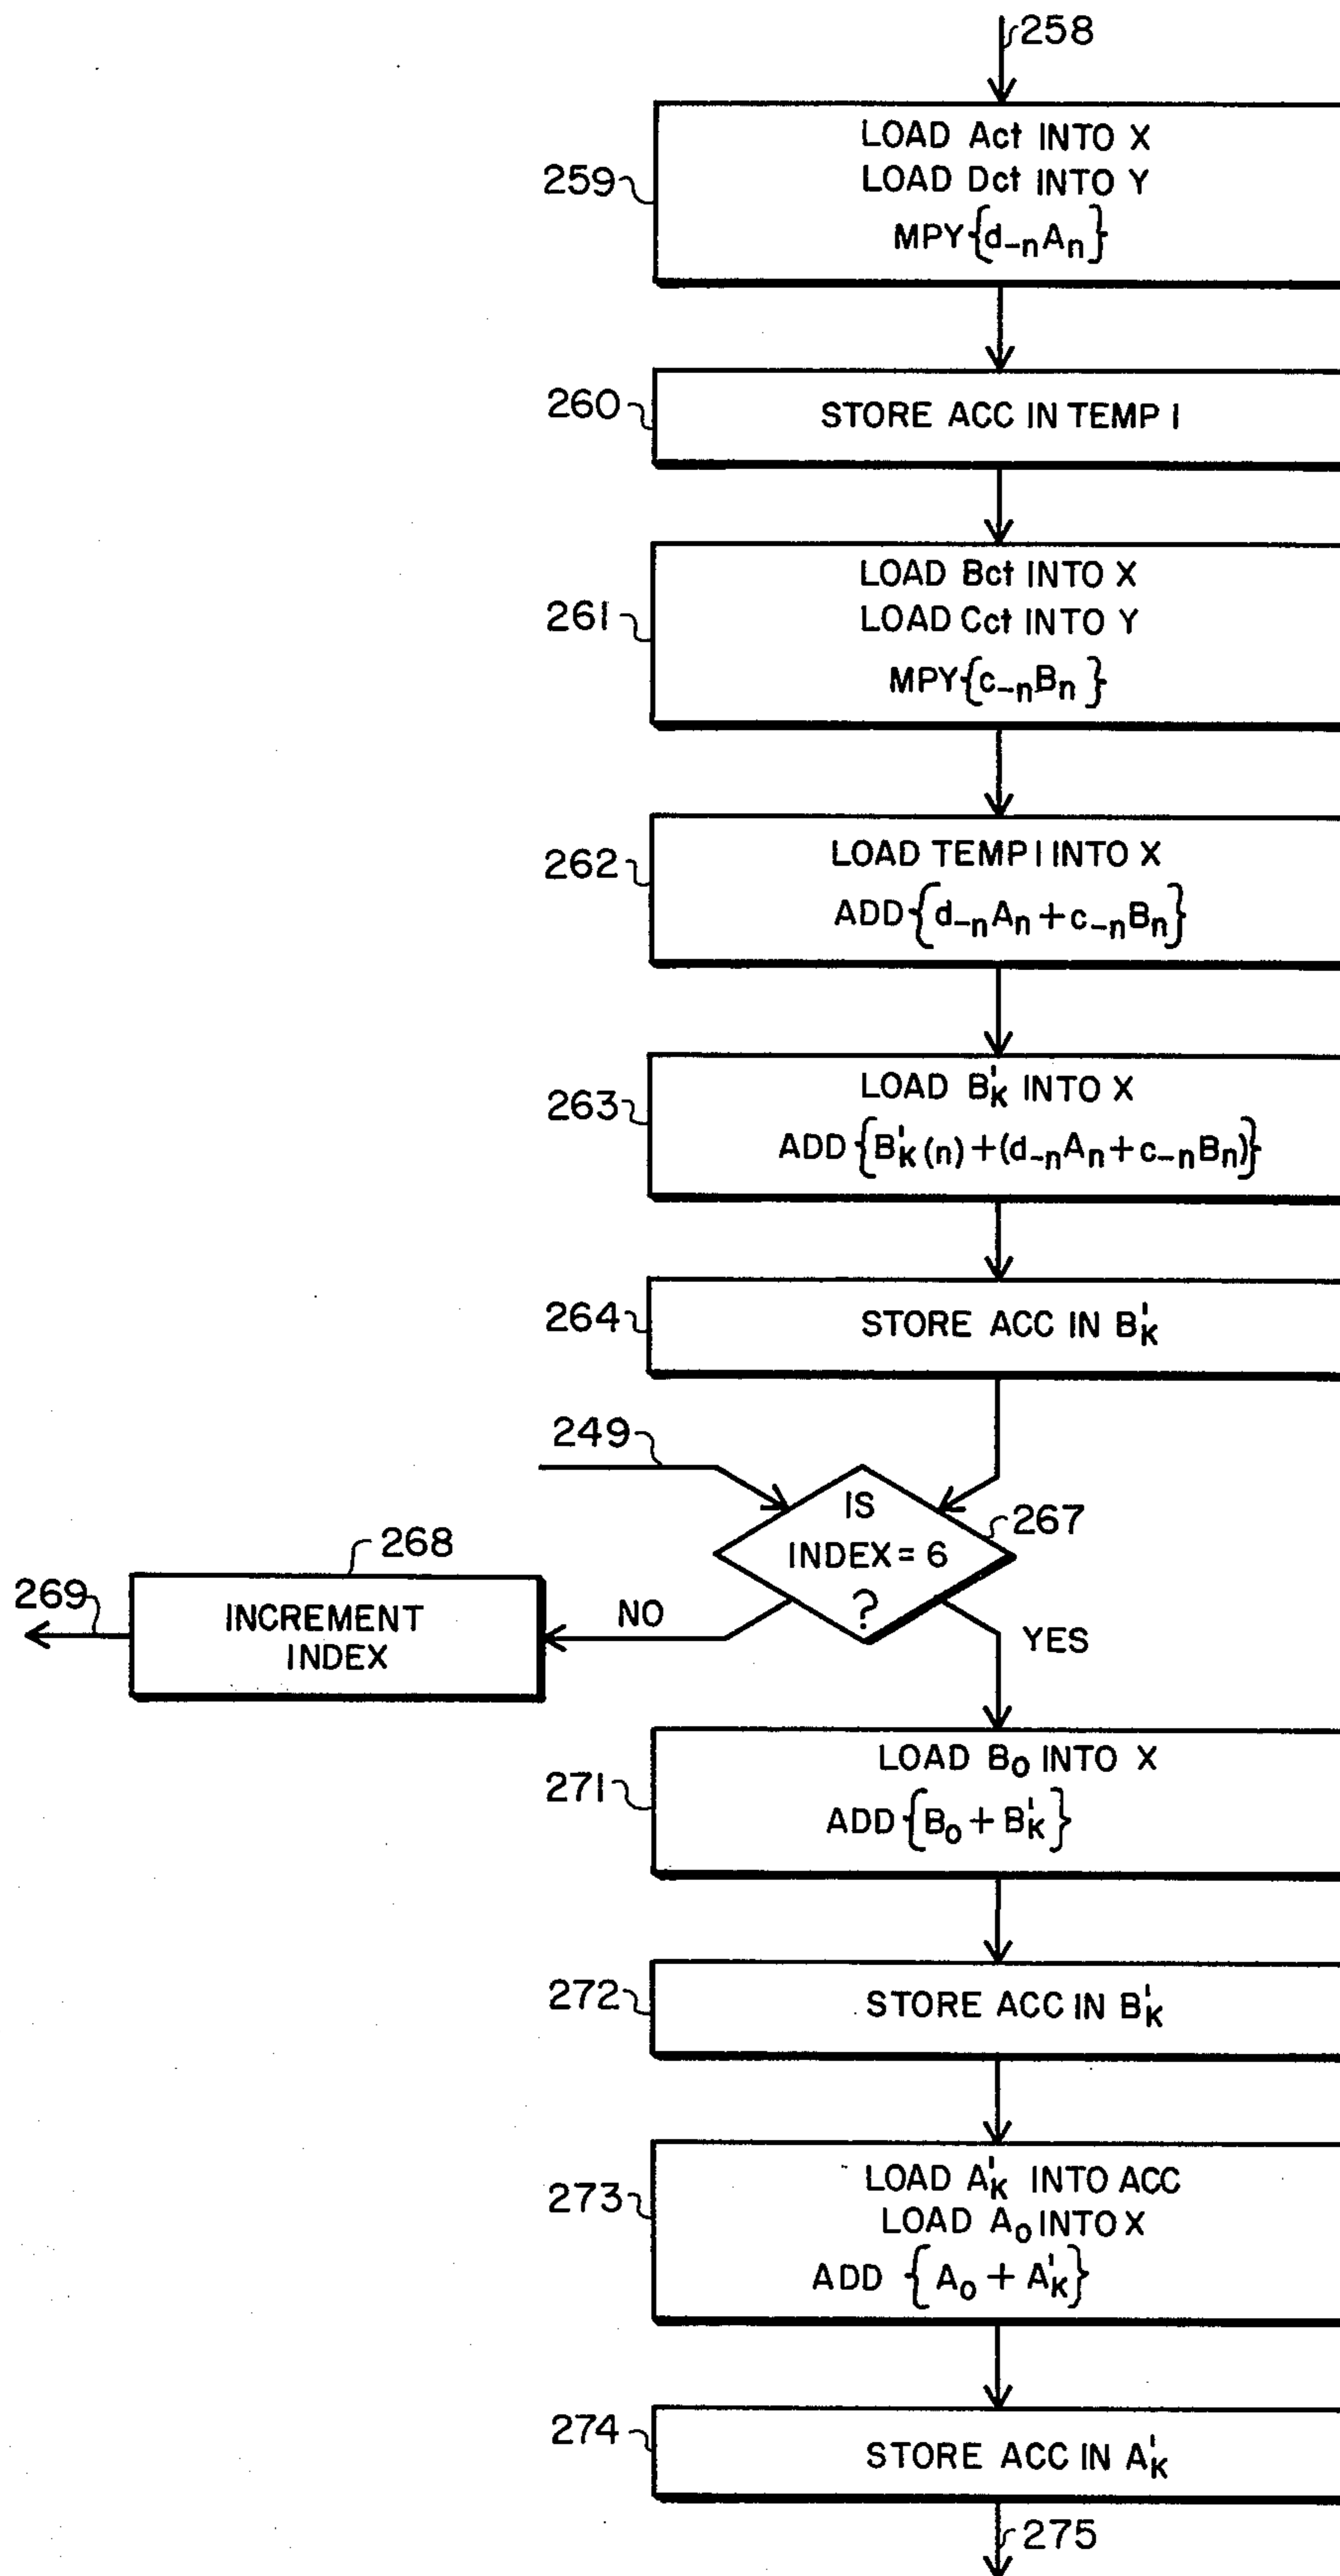 258
259
LOAD Act INTO X
LOAD Dct INTO Y
MPY{d₋ₙAₙ}
260
STORE ACC IN TEMP 1
261
LOAD Bct INTO X
LOAD Cct INTO Y
MPY{c₋ₙBₙ}
262
LOAD TEMP 1 INTO X
ADD{d₋ₙAₙ + c₋ₙBₙ}
263
LOAD B'ₖ INTO X
ADD{B'ₖ(n) + (d₋ₙAₙ + c₋ₙBₙ)}
264
STORE ACC IN B'ₖ
249
IS
INDEX = 6
?
267
268
269
INCREMENT
INDEX
NO
YES
271
LOAD B₀ INTO X
ADD{B₀ + B'ₖ}
272
STORE ACC IN B'ₖ
273
LOAD A'ₖ INTO ACC
LOAD A₀ INTO X
ADD {A₀ + A'ₖ}
274
STORE ACC IN A'ₖ
275